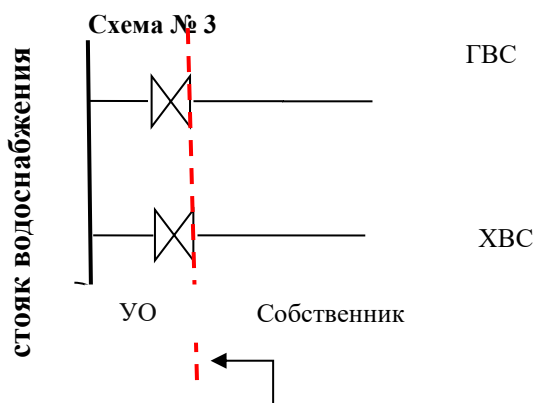 Схема № 3
ГВС
стояк водоснабжения
ХВС
УО Собственник